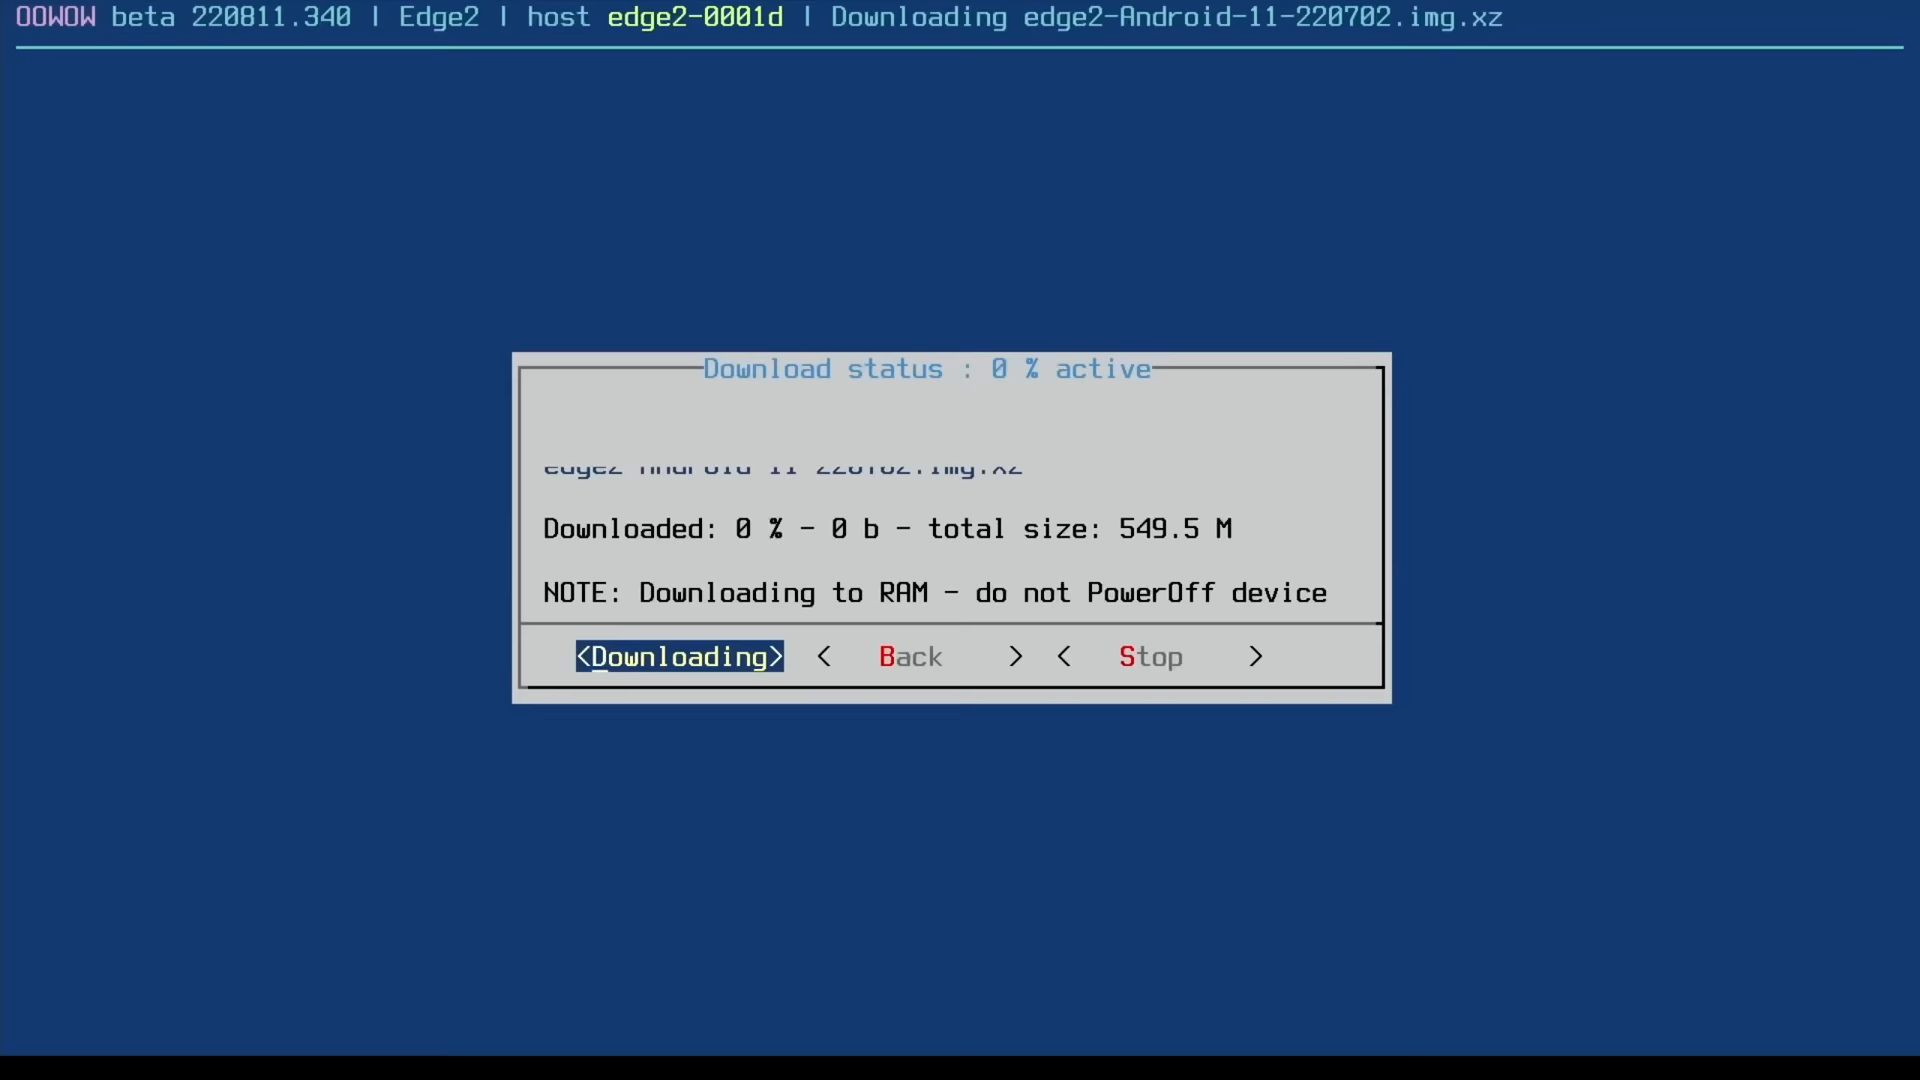 OOWOW beta 220811.340 | Edge2 | host edge2-0001d | Downloading edge2-Android-11-220702.img.xz
Download status : 0 % active
edge2-Android-11-220702.img.xz
Downloaded: 0 % - 0 b - total size: 549.5 M
NOTE: Downloading to RAM - do not PowerOff device
<Downloading> < Back > < Stop >